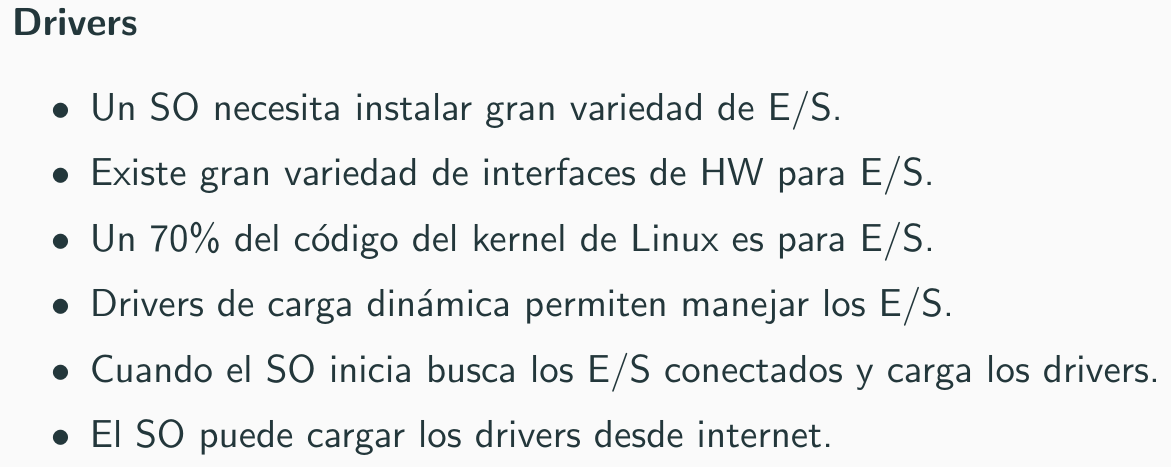 Drivers
• Un SO necesita instalar gran variedad de E/S.
• Existe gran variedad de interfaces de HW para E/S.
• Un 70% del código del kernel de Linux es para E/S.
• Drivers de carga dinámica permiten manejar los E/S.
• Cuando el SO inicia busca los E/S conectados y carga los drivers.
• El SO puede cargar los drivers desde internet.